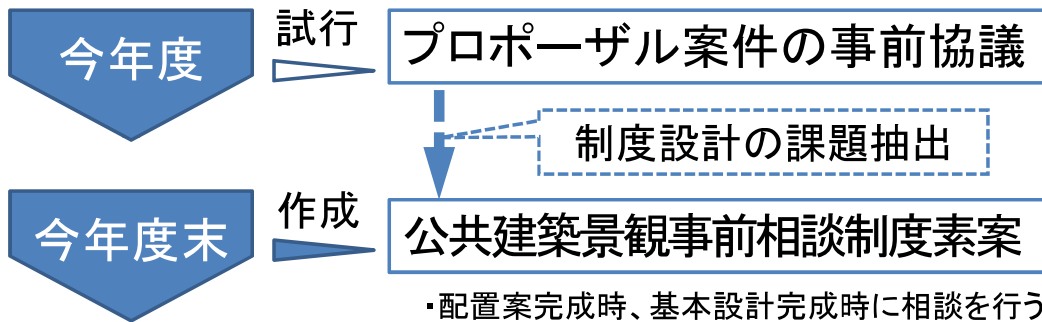 今年度
試行
プロポーザル案件の事前協議
制度設計の課題抽出
今年度末
作成
公共建築景観事前相談制度素案
・配置案完成時、基本設計完成時に相談を行う